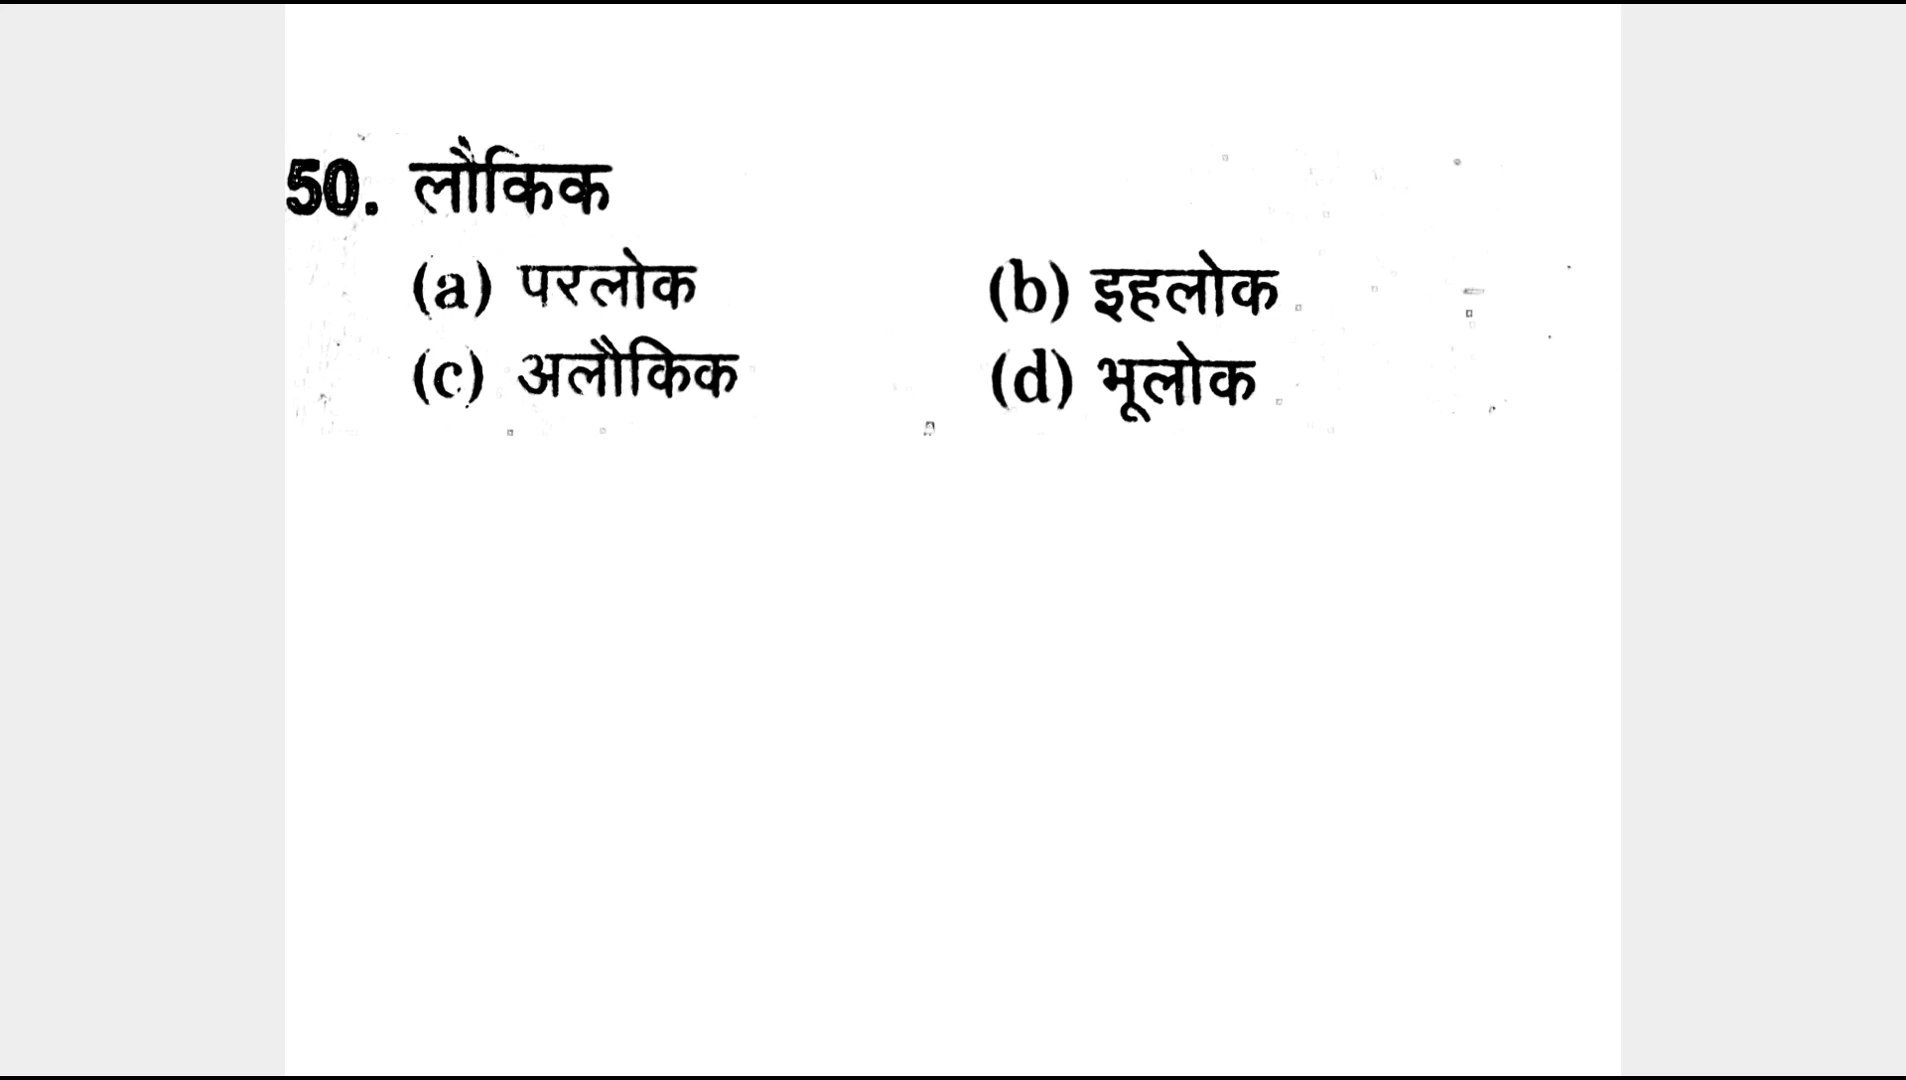 50. लौकिक
(a) परलोक (b) इहलोक
(c) अलौकिक (d) भूलोक